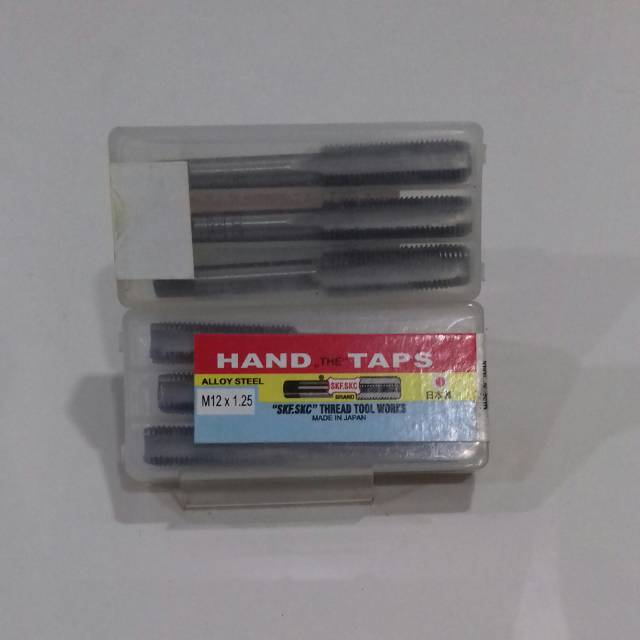 HAND „THE” TAPS
ALLOY STEEL
SKF.SKC
BRAND
M12 x 1.25
"SKF.SKC" THREAD TOOL WORKS
MADE IN JAPAN
日本